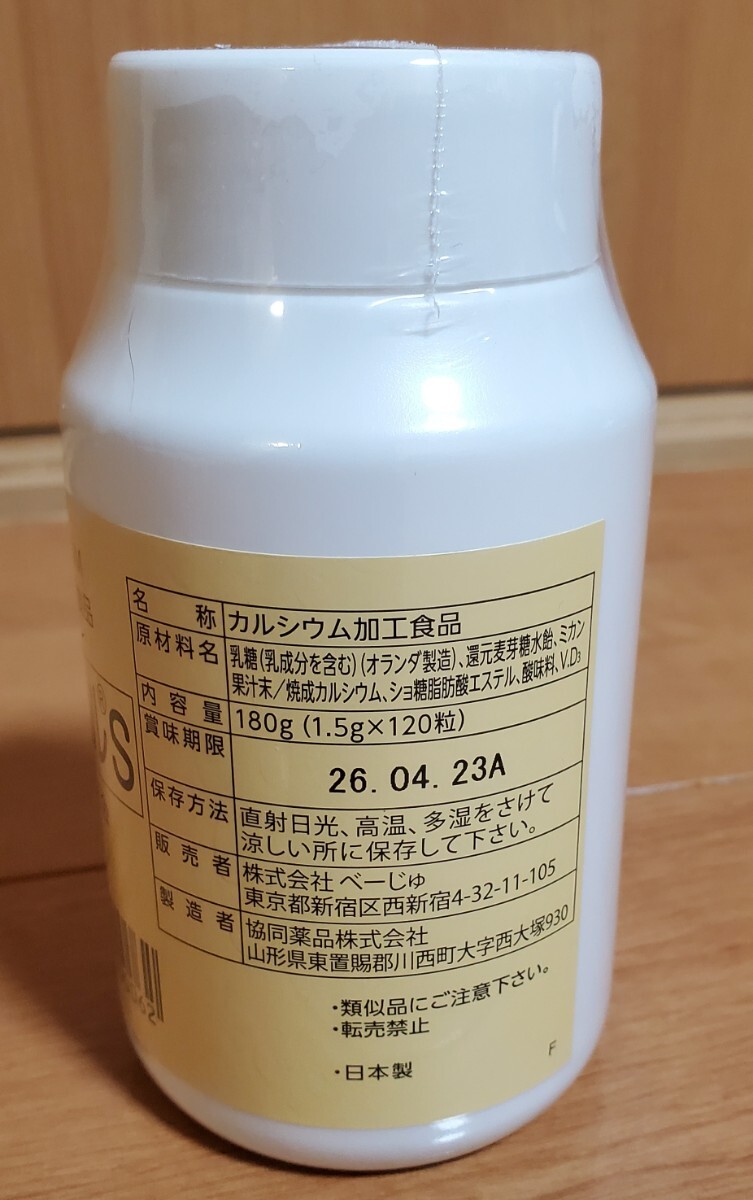 品
®
s
名称 カルシウム加工食品
原材料名 乳糖(乳成分を含む)(オランダ製造)、還元麦芽糖水飴、ミカン
果汁末/焼成カルシウム、ショ糖脂肪酸エステル、酸味料、V.D₃
内容量 180g (1.5g×120粒)
賞味期限 26.04.23A
保存方法 直射日光、高温、多湿をさけて
涼しい所に保存して下さい。
販売者 株式会社 べーじゅ
東京都新宿区西新宿4-32-11-105
製造者 協同薬品株式会社
山形県東置賜郡川西町大字西大塚930
・類似品にご注意下さい。
・転売禁止
・日本製
F